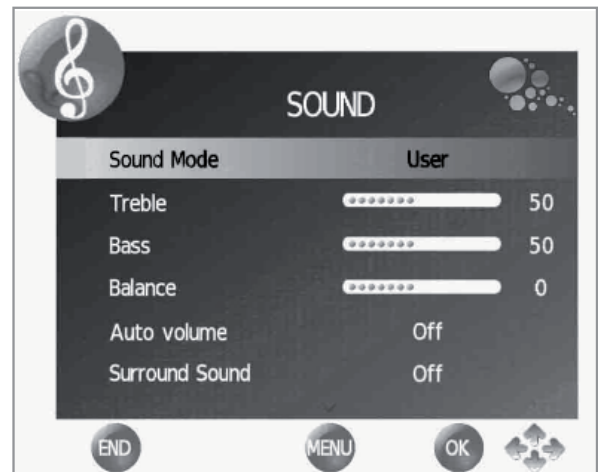 SOUND
Sound Mode User
Treble 50
Bass 50
Balance 0
Auto volume Off
Surround Sound Off
END MENU OK